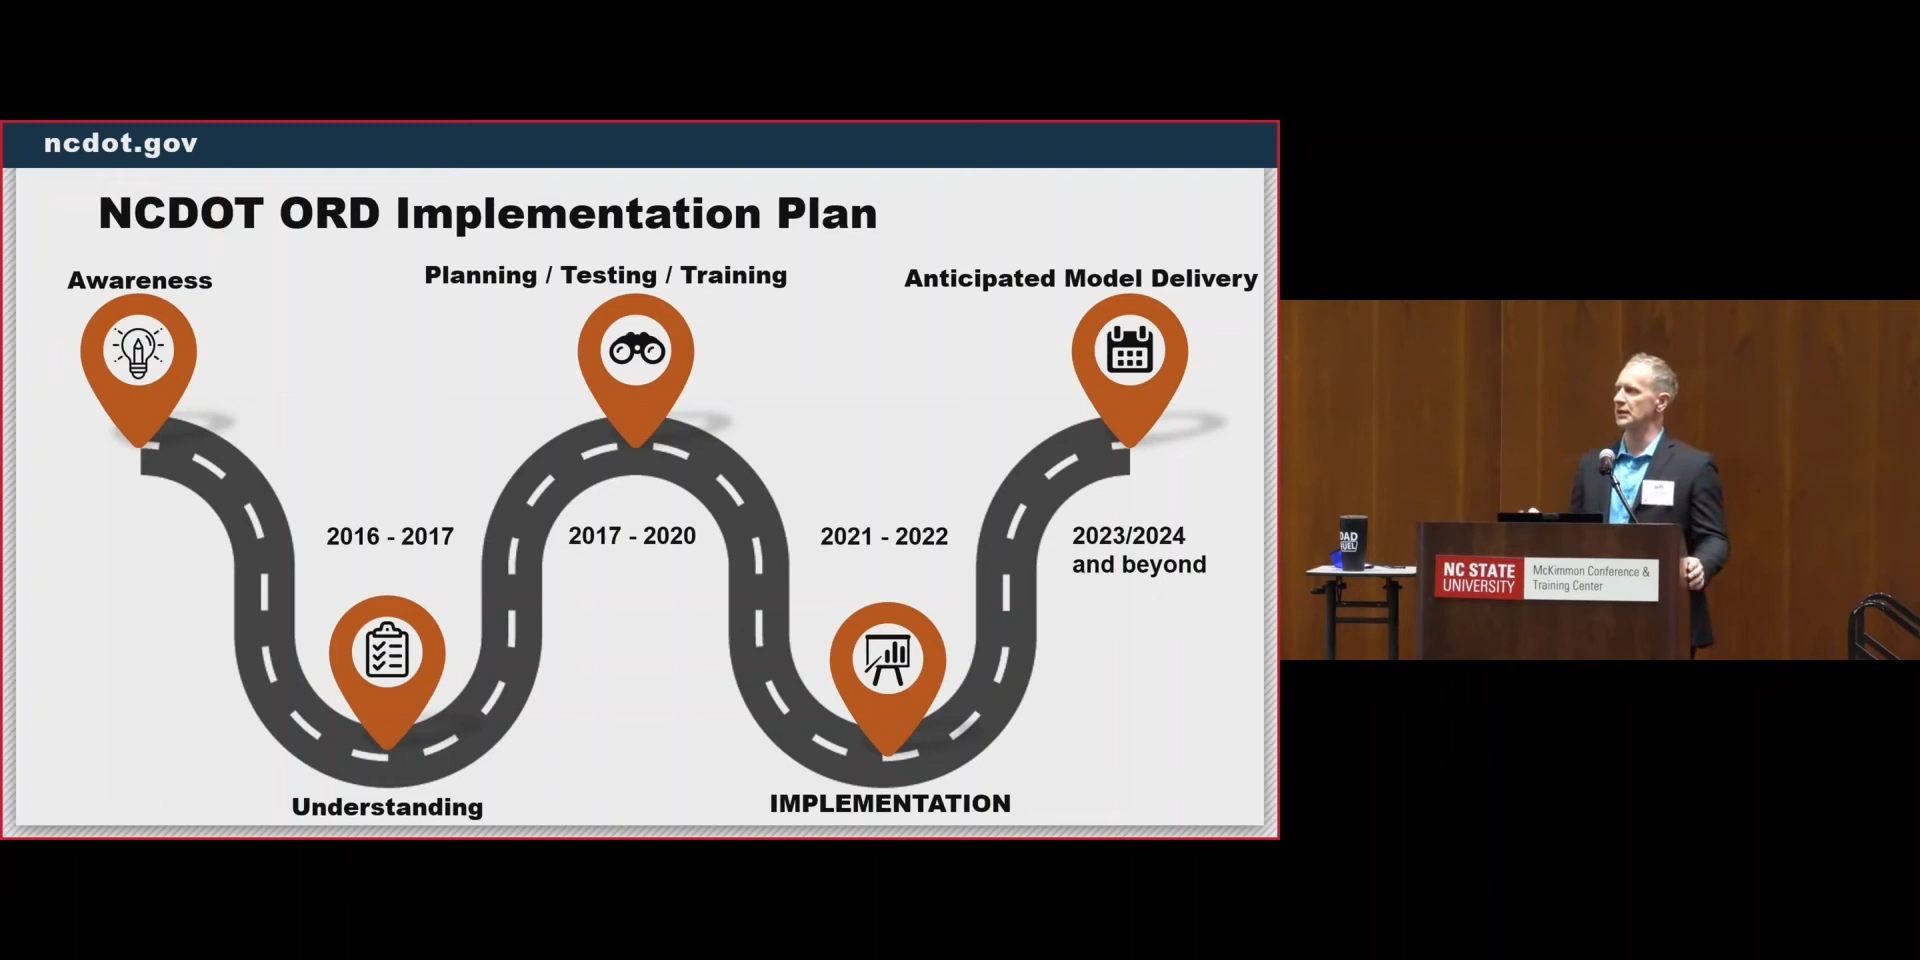 ncdot.gov
NCDOT ORD Implementation Plan
Awareness
Planning / Testing / Training
Anticipated Model Delivery
2016 - 2017
2017 - 2020
2021 - 2022
2023/2024
and beyond
Understanding
IMPLEMENTATION
NC STATE
UNIVERSITY
McKimmon Conference &
Training Center